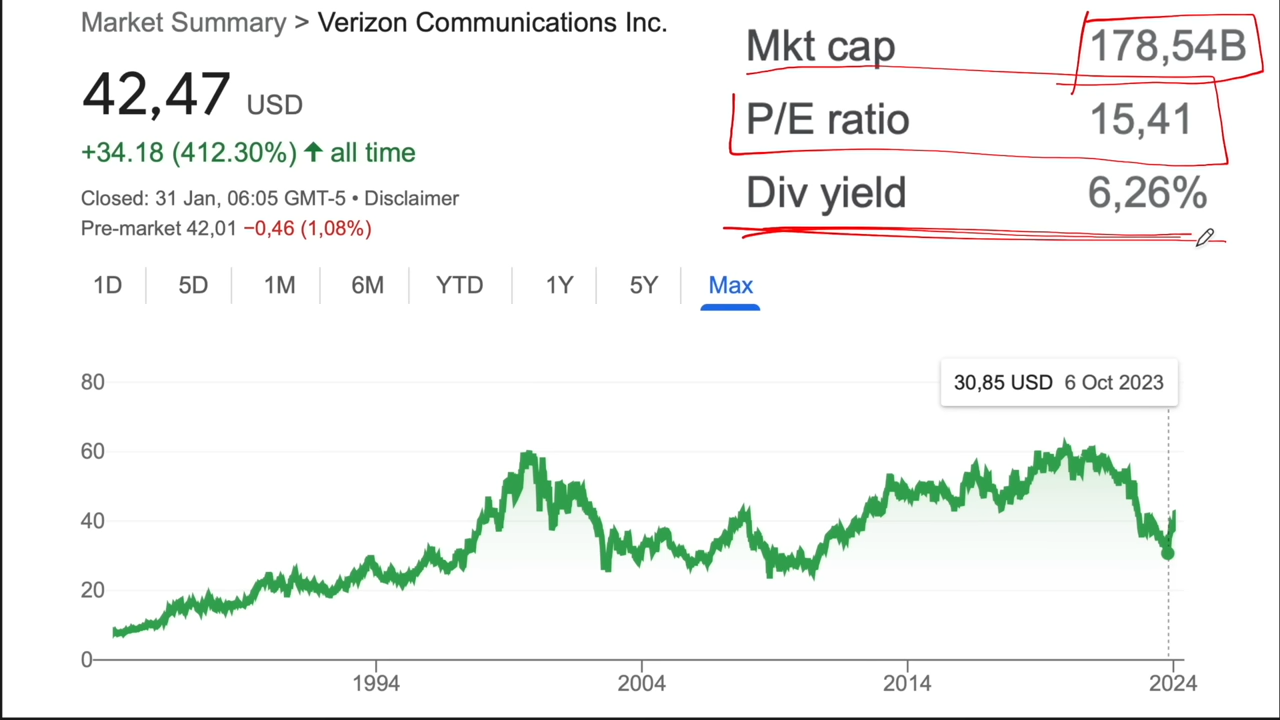 Market Summary > Verizon Communications Inc.
42,47 USD
+34.18 (412.30%) ↑ all time
Closed: 31 Jan, 06:05 GMT-5 • Disclaimer
Pre-market 42,01 −0,46 (1,08%)
Mkt cap 178,54B
P/E ratio 15,41
Div yield 6,26%
1D 5D 1M 6M YTD 1Y 5Y Max
30,85 USD 6 Oct 2023
80
60
40
20
0
1994 2004 2014 2024